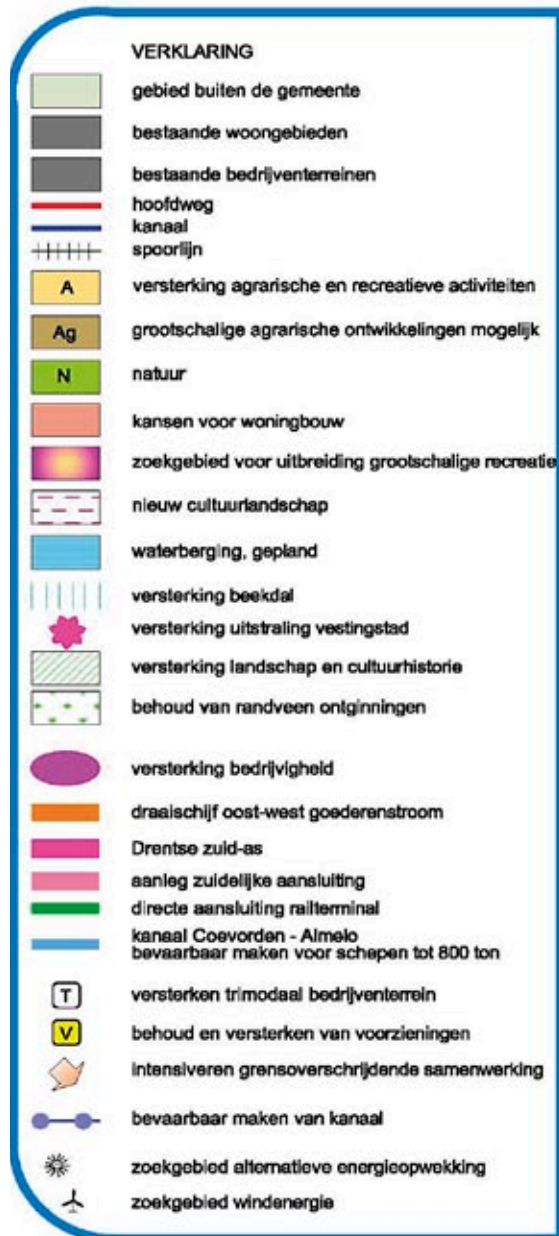 VERKLARING
gebied buiten de gemeente
bestaande woongebieden
bestaande bedrijventerreinen
hoofdweg
kanaal
spoorlijn
A versterking agrarische en recreatieve activiteiten
Ag grootschalige agrarische ontwikkelingen mogelijk
N natuur
kansen voor woningbouw
zoekgebied voor uitbreiding grootschalige recreatie
nieuw cultuurlandschap
waterberging, gepland
versterking beekdal
versterking uitstraling vestingstad
versterking landschap en cultuurhistorie
behoud van randveen ontginningen
versterking bedrijvigheid
draaischijf oost-west goederenstroom
Drentse zuid-as
aanleg zuidelijke aansluiting
directe aansluiting railterminal
kanaal Coevorden - Almelo
bevaarbaar maken voor schepen tot 800 ton
T versterken trimodaal bedrijventerrein
V behoud en versterken van voorzieningen
intensiveren grensoverschrijdende samenwerking
bevaarbaar maken van kanaal
zoekgebied alternatieve energieopwekking
zoekgebied windenergie